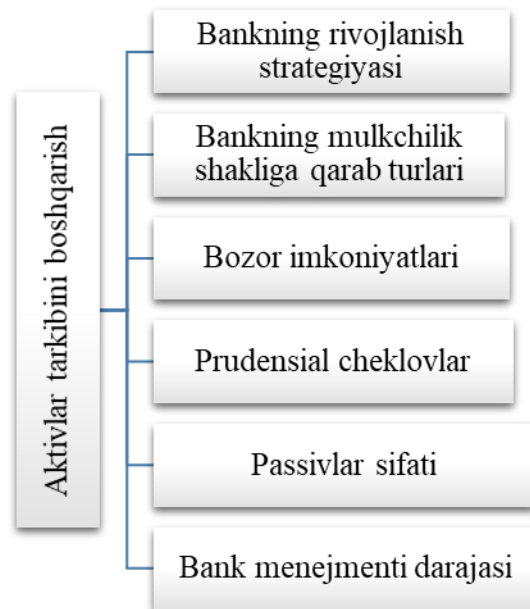 Aktivlar tarkibini boshqarish
Bankning rivojlanish
strategiyasi
Bankning mulkchilik
shakliga qarab turlari
Bozor imkoniyatlari
Prudensial cheklovlar
Passivlar sifati
Bank menejmenti darajasi